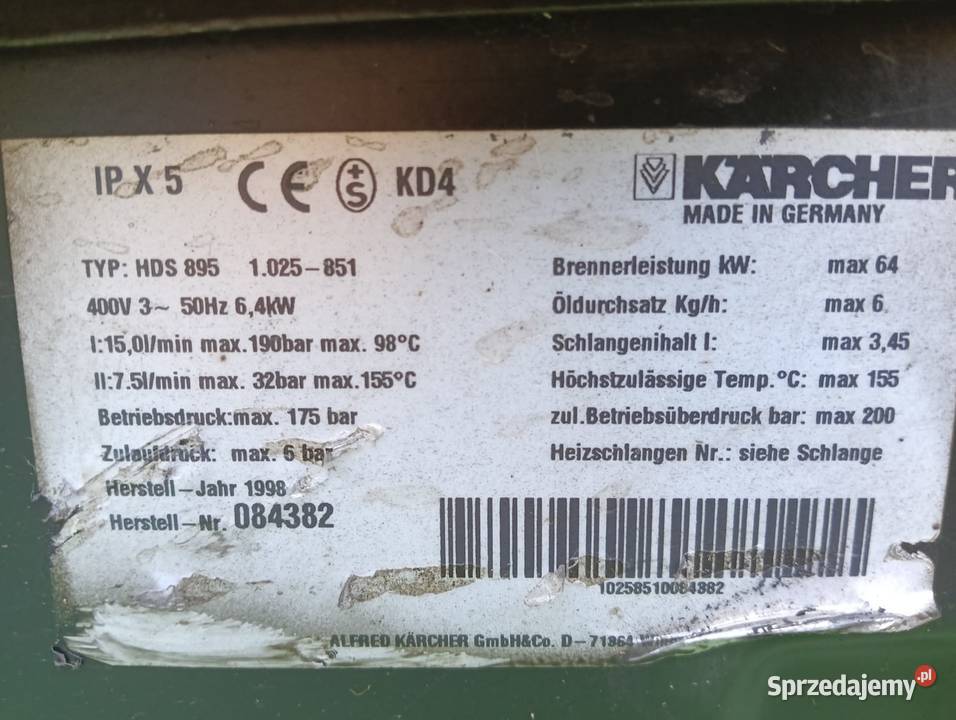 IP X 5 CE +S KD4
KÄRCHER
MADE IN GERMANY
TYP: HDS 895 1.025-851
400V 3~ 50Hz 6,4kW
I:15,0l/min max.190bar max. 98°C
II:7.5l/min max. 32bar max.155°C
Betriebsdruck:max. 175 bar
Zulaufdruck: max. 6 bar
Herstell-Jahr 1998
Herstell-Nr. 084382
Brennerleistung kW: max 64
Öldurchsatz Kg/h: max 6
Schlangenihalt l: max 3,45
Höchstzulässige Temp.°C: max 155
zul.Betriebsüberdruck bar: max 200
Heizschlangen Nr.: siehe Schlange
10258510084382
ALFRED KÄRCHER GmbH&Co. D-71364
Sprzedajemy.pl